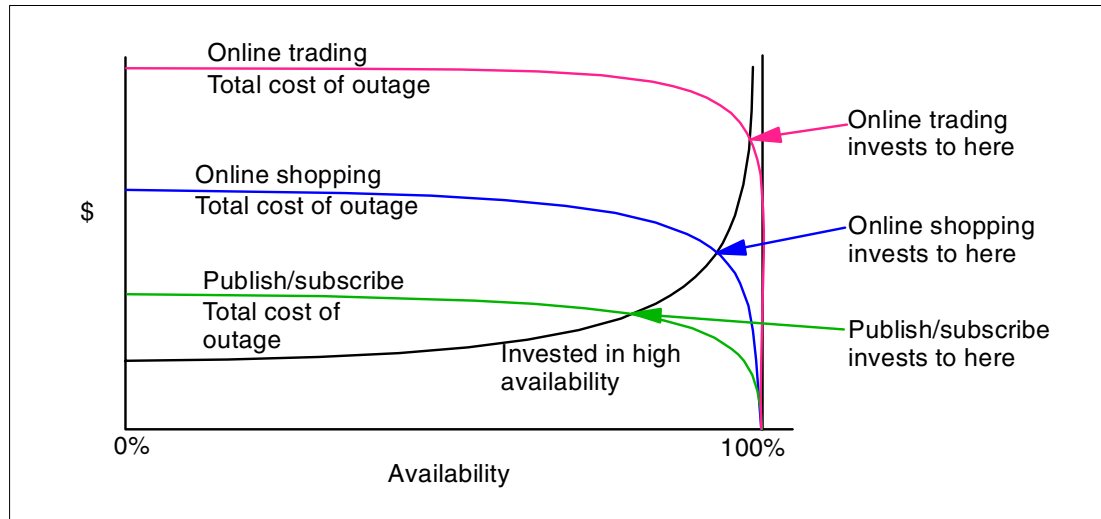 Online trading
Total cost of outage
Online trading
invests to here
Online shopping
Total cost of outage
$
Online shopping
invests to here
Publish/subscribe
Total cost of
outage
Publish/subscribe
invests to here
Invested in high
availability
0%
100%
Availability